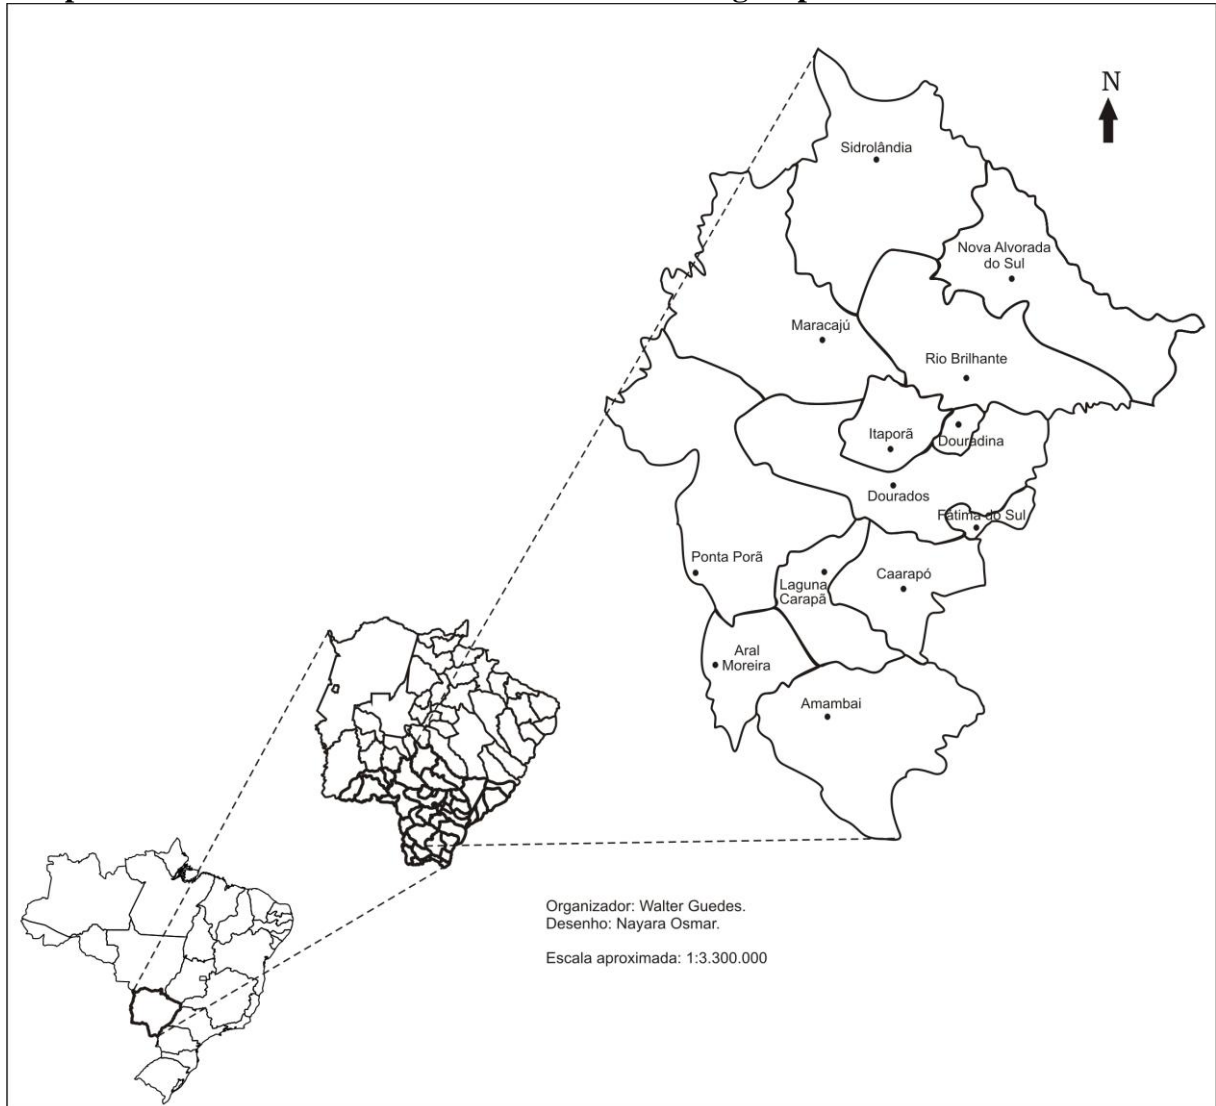 N
Sidrolândia
Nova Alvorada
do Sul
Maracajú
Rio Brilhante
Itaporã
Douradina
Dourados
Fátima do Sul
Ponta Porã
Laguna
Carapã
Caarapó
Aral
Moreira
Amambai
Organizador: Walter Guedes.
Desenho: Nayara Osmar.
Escala aproximada: 1:3.300.000